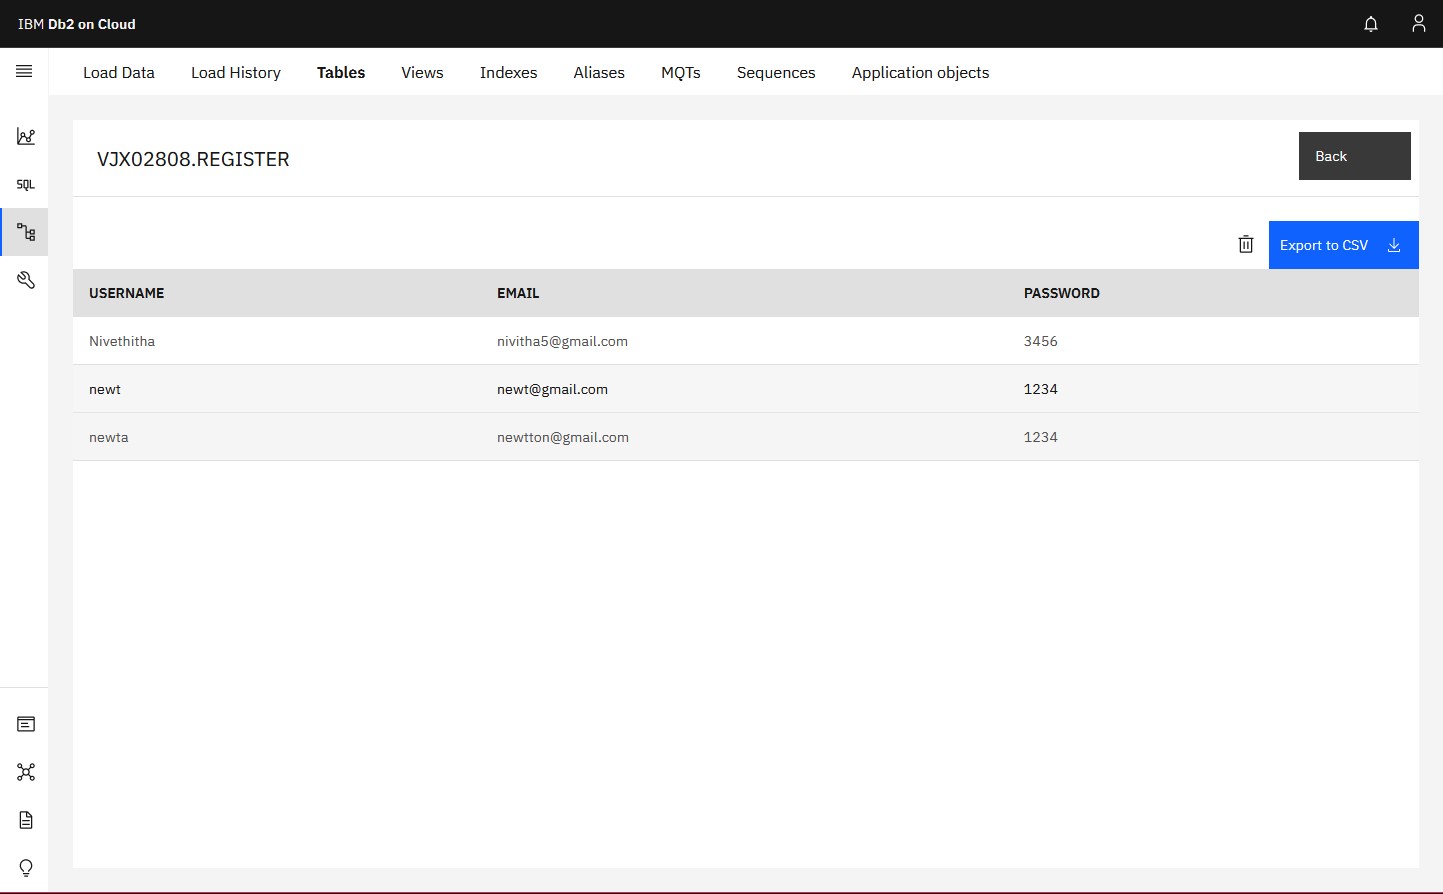 IBM Db2 on Cloud
Load Data Load History Tables Views Indexes Aliases MQTs Sequences Application objects
VJX02808.REGISTER
Back
SQL
Export to CSV
USERNAME EMAIL PASSWORD
Nivethitha nivitha5@gmail.com 3456
newt newt@gmail.com 1234
newta newtton@gmail.com 1234